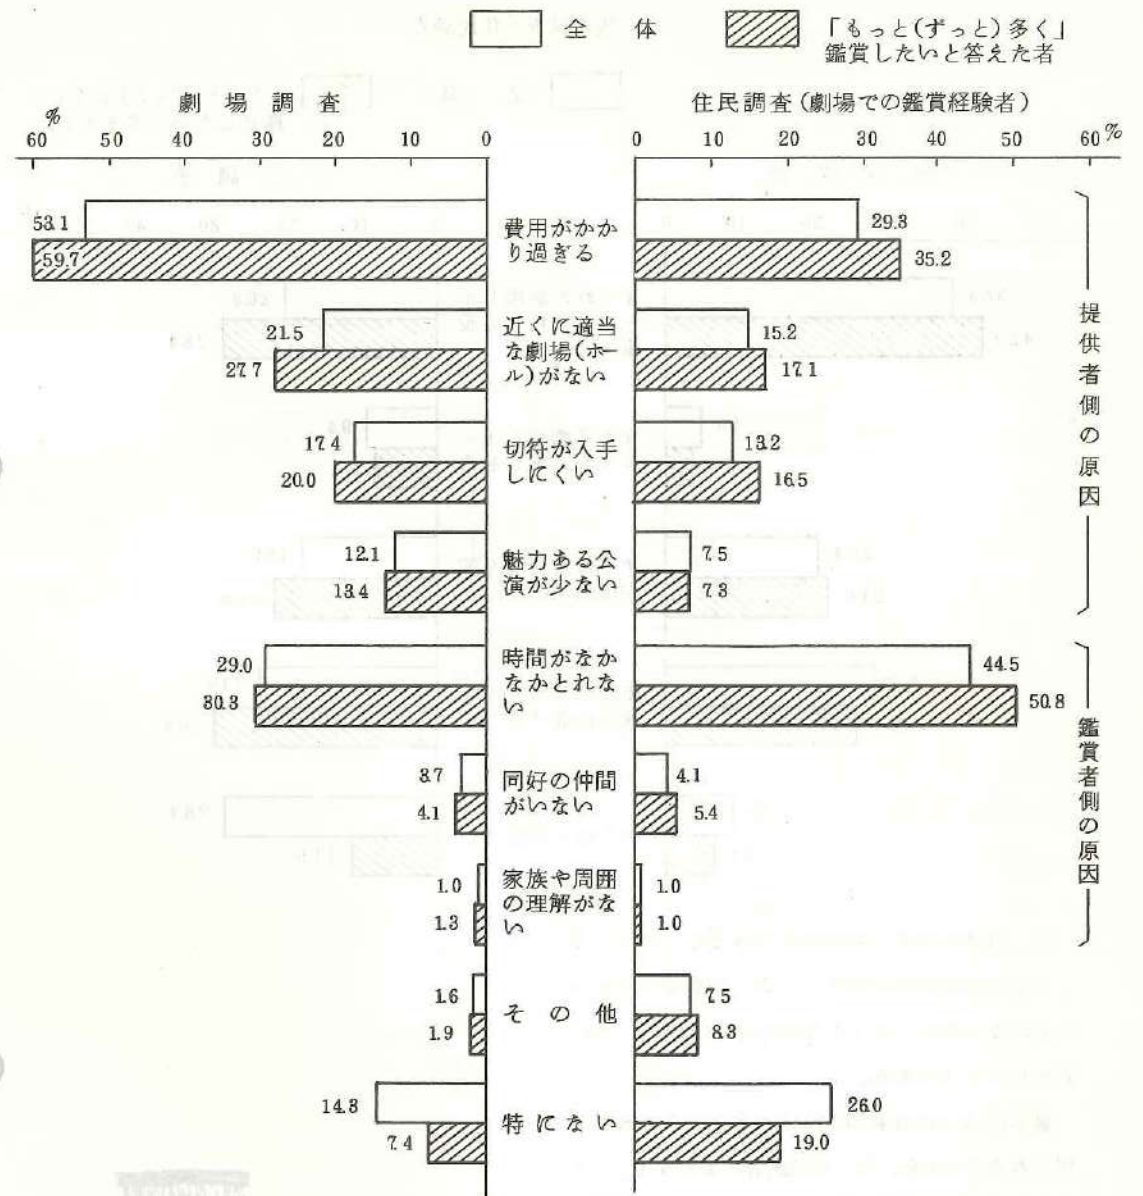 全体
「もっと(ずっと)多く」
鑑賞したいと答えた者
劇場調査
住民調査(劇場での鑑賞経験者)
% 60 50 40 30 20 10 0
0 10 20 30 40 50 60 %
53.1
59.7
費用がかか
り過ぎる
29.3
35.2
21.5
27.7
近くに適当
な劇場(ホー
ル)がない
15.2
17.1
17.4
20.0
切符が入手
しにくい
13.2
16.5
12.1
13.4
魅力ある公
演が少ない
7.5
7.3
提供者側の原因
29.0
30.3
時間がなか
なかとれな
い
44.5
50.8
3.7
4.1
同好の仲間
がいない
4.1
5.4
1.0
1.3
家族や周囲
の理解がな
い
1.0
1.0
鑑賞者側の原因
1.6
1.9
その他
7.5
8.3
14.3
7.4
特にない
26.0
19.0